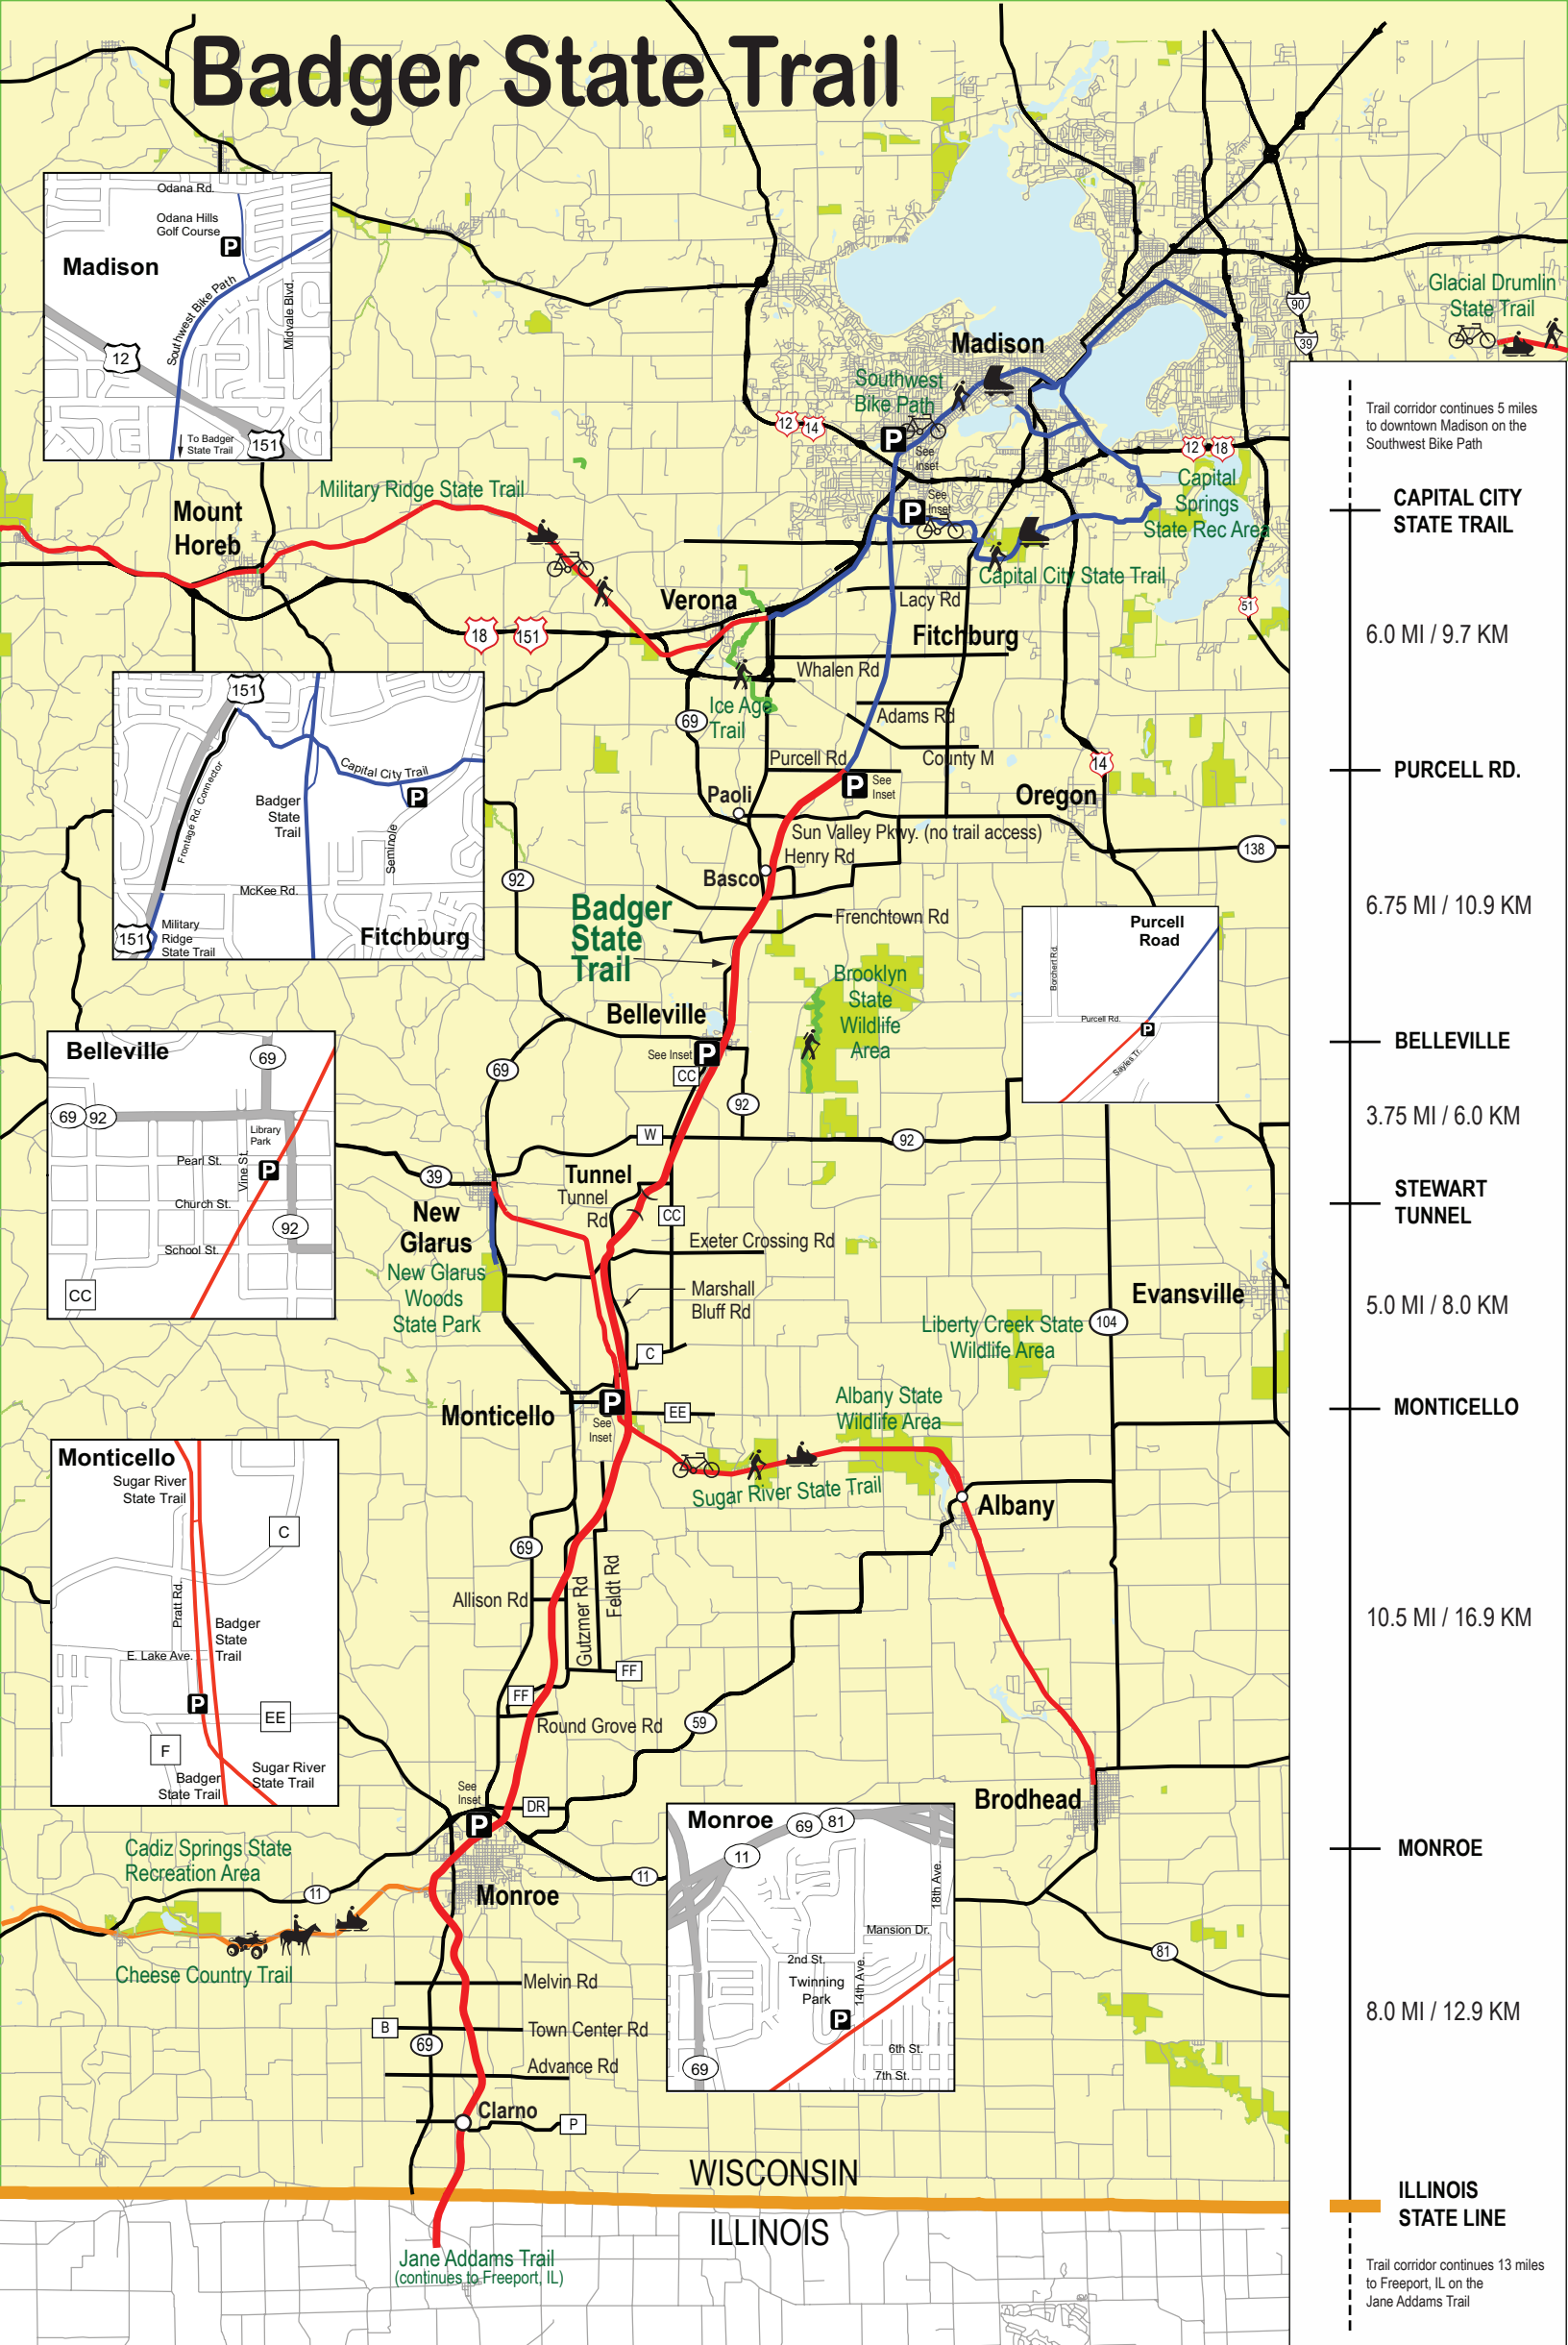 Badger State Trail
Odana Rd.
Odana Hills
Golf Course
P
Madison
Southwest Bike Path
Midvale Blvd.
12
151
To Badger
State Trail
90
39
Glacial Drumlin
State Trail
Madison
Southwest
Bike Path
12 14
P
See
Inset
12 18
Capital
Springs
State Rec Area
P
See
Inset
Military Ridge State Trail
Mount
Horeb
Capital City State Trail
51
Verona
Lacy Rd
Fitchburg
18 151
Whalen Rd
Ice Age
Trail
69
Adams Rd
Purcell Rd
County M
14
P
See
Inset
Paoli
Oregon
Sun Valley Pkwy. (no trail access)
Henry Rd
138
Basco
92
Frenchtown Rd
Badger
State
Trail
151
Capital City Trail
Frontage Rd. Connector
Badger
State
Trail
P
Seminole
McKee Rd.
151
Military
Ridge
State Trail
Fitchburg
Purcell
Road
Borchert Rd.
Purcell Rd.
P
Sayles Tr.
Brooklyn
State
Wildlife
Area
Belleville
See Inset
P
CC
69
92
W
92
Belleville
69
69 92
Library
Park
Pearl St.
Vine St.
P
Church St.
92
School St.
CC
39
Tunnel
Tunnel
Rd
CC
New
Glarus
Exeter Crossing Rd
New Glarus
Woods
State Park
Marshall
Bluff Rd
Evansville
Liberty Creek State
Wildlife Area
104
C
Albany State
Wildlife Area
Monticello
P
See
Inset
EE
Sugar River State Trail
Albany
Monticello
Sugar River
State Trail
C
Pratt Rd.
Badger
State
Trail
E. Lake Ave.
P
EE
F
Badger
State Trail
Sugar River
State Trail
69
Allison Rd
Gutzmer Rd
Feldt Rd
FF
FF
Round Grove Rd
59
See
Inset
P
DR
Brodhead
Cadiz Springs State
Recreation Area
11
11
Monroe
Cheese Country Trail
81
Monroe
69 81
11
18th Ave.
Mansion Dr.
2nd St.
Twinning
Park
14th Ave.
P
6th St.
7th St.
69
Melvin Rd
B
Town Center Rd
69
Advance Rd
Clarno
P
WISCONSIN
ILLINOIS
Jane Addams Trail
(continues to Freeport, IL)
Trail corridor continues 5 miles
to downtown Madison on the
Southwest Bike Path
CAPITAL CITY
STATE TRAIL
6.0 MI / 9.7 KM
PURCELL RD.
6.75 MI / 10.9 KM
BELLEVILLE
3.75 MI / 6.0 KM
STEWART
TUNNEL
5.0 MI / 8.0 KM
MONTICELLO
10.5 MI / 16.9 KM
MONROE
8.0 MI / 12.9 KM
ILLINOIS
STATE LINE
Trail corridor continues 13 miles
to Freeport, IL on the
Jane Addams Trail